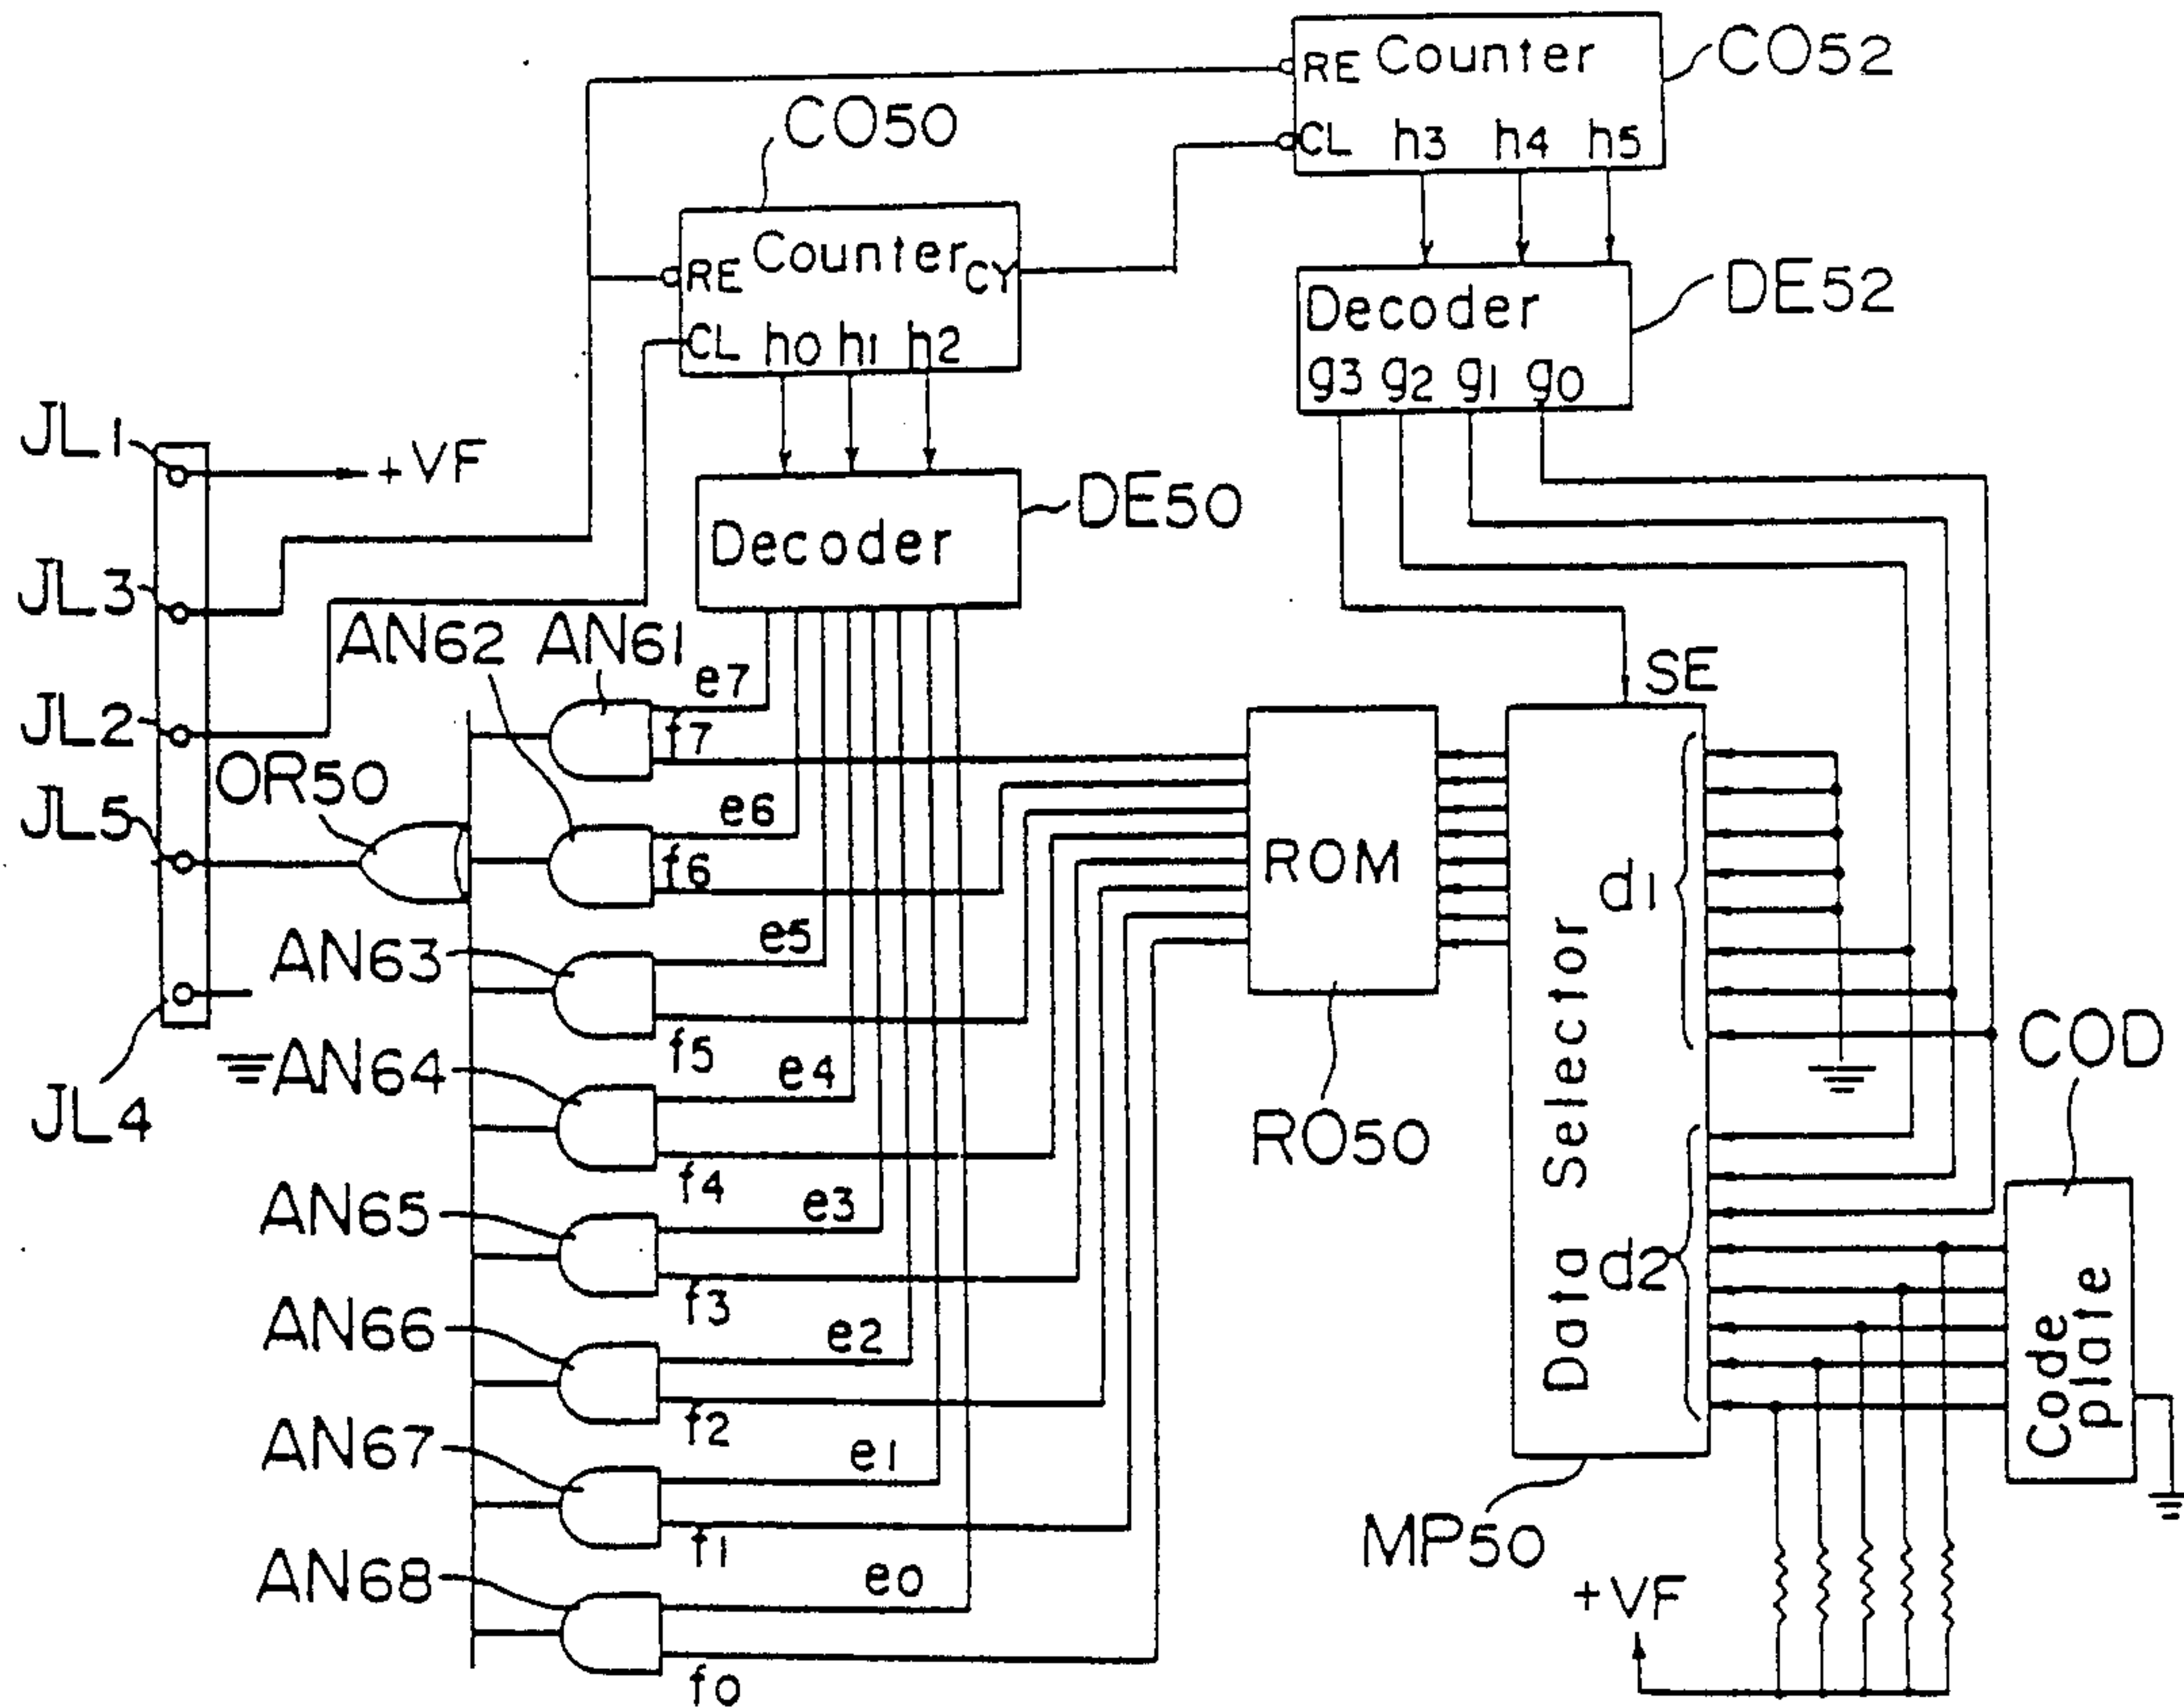 RE Counter
CL h3 h4 h5
CO52
CO50
RE Counter CY
CL h0 h1 h2
Decoder
g3 g2 g1 g0
DE52
JL1
+VF
Decoder
DE50
JL3
AN62
AN61
e7
f7
SE
JL2
OR50
JL5
e6
f6
ROM
d1
AN63
e5
f5
COD
AN64
e4
f4
JL4
RO50
Data Selector
AN65
e3
f3
d2
Code plate
AN66
e2
f2
AN67
e1
f1
MP50
AN68
e0
f0
+VF